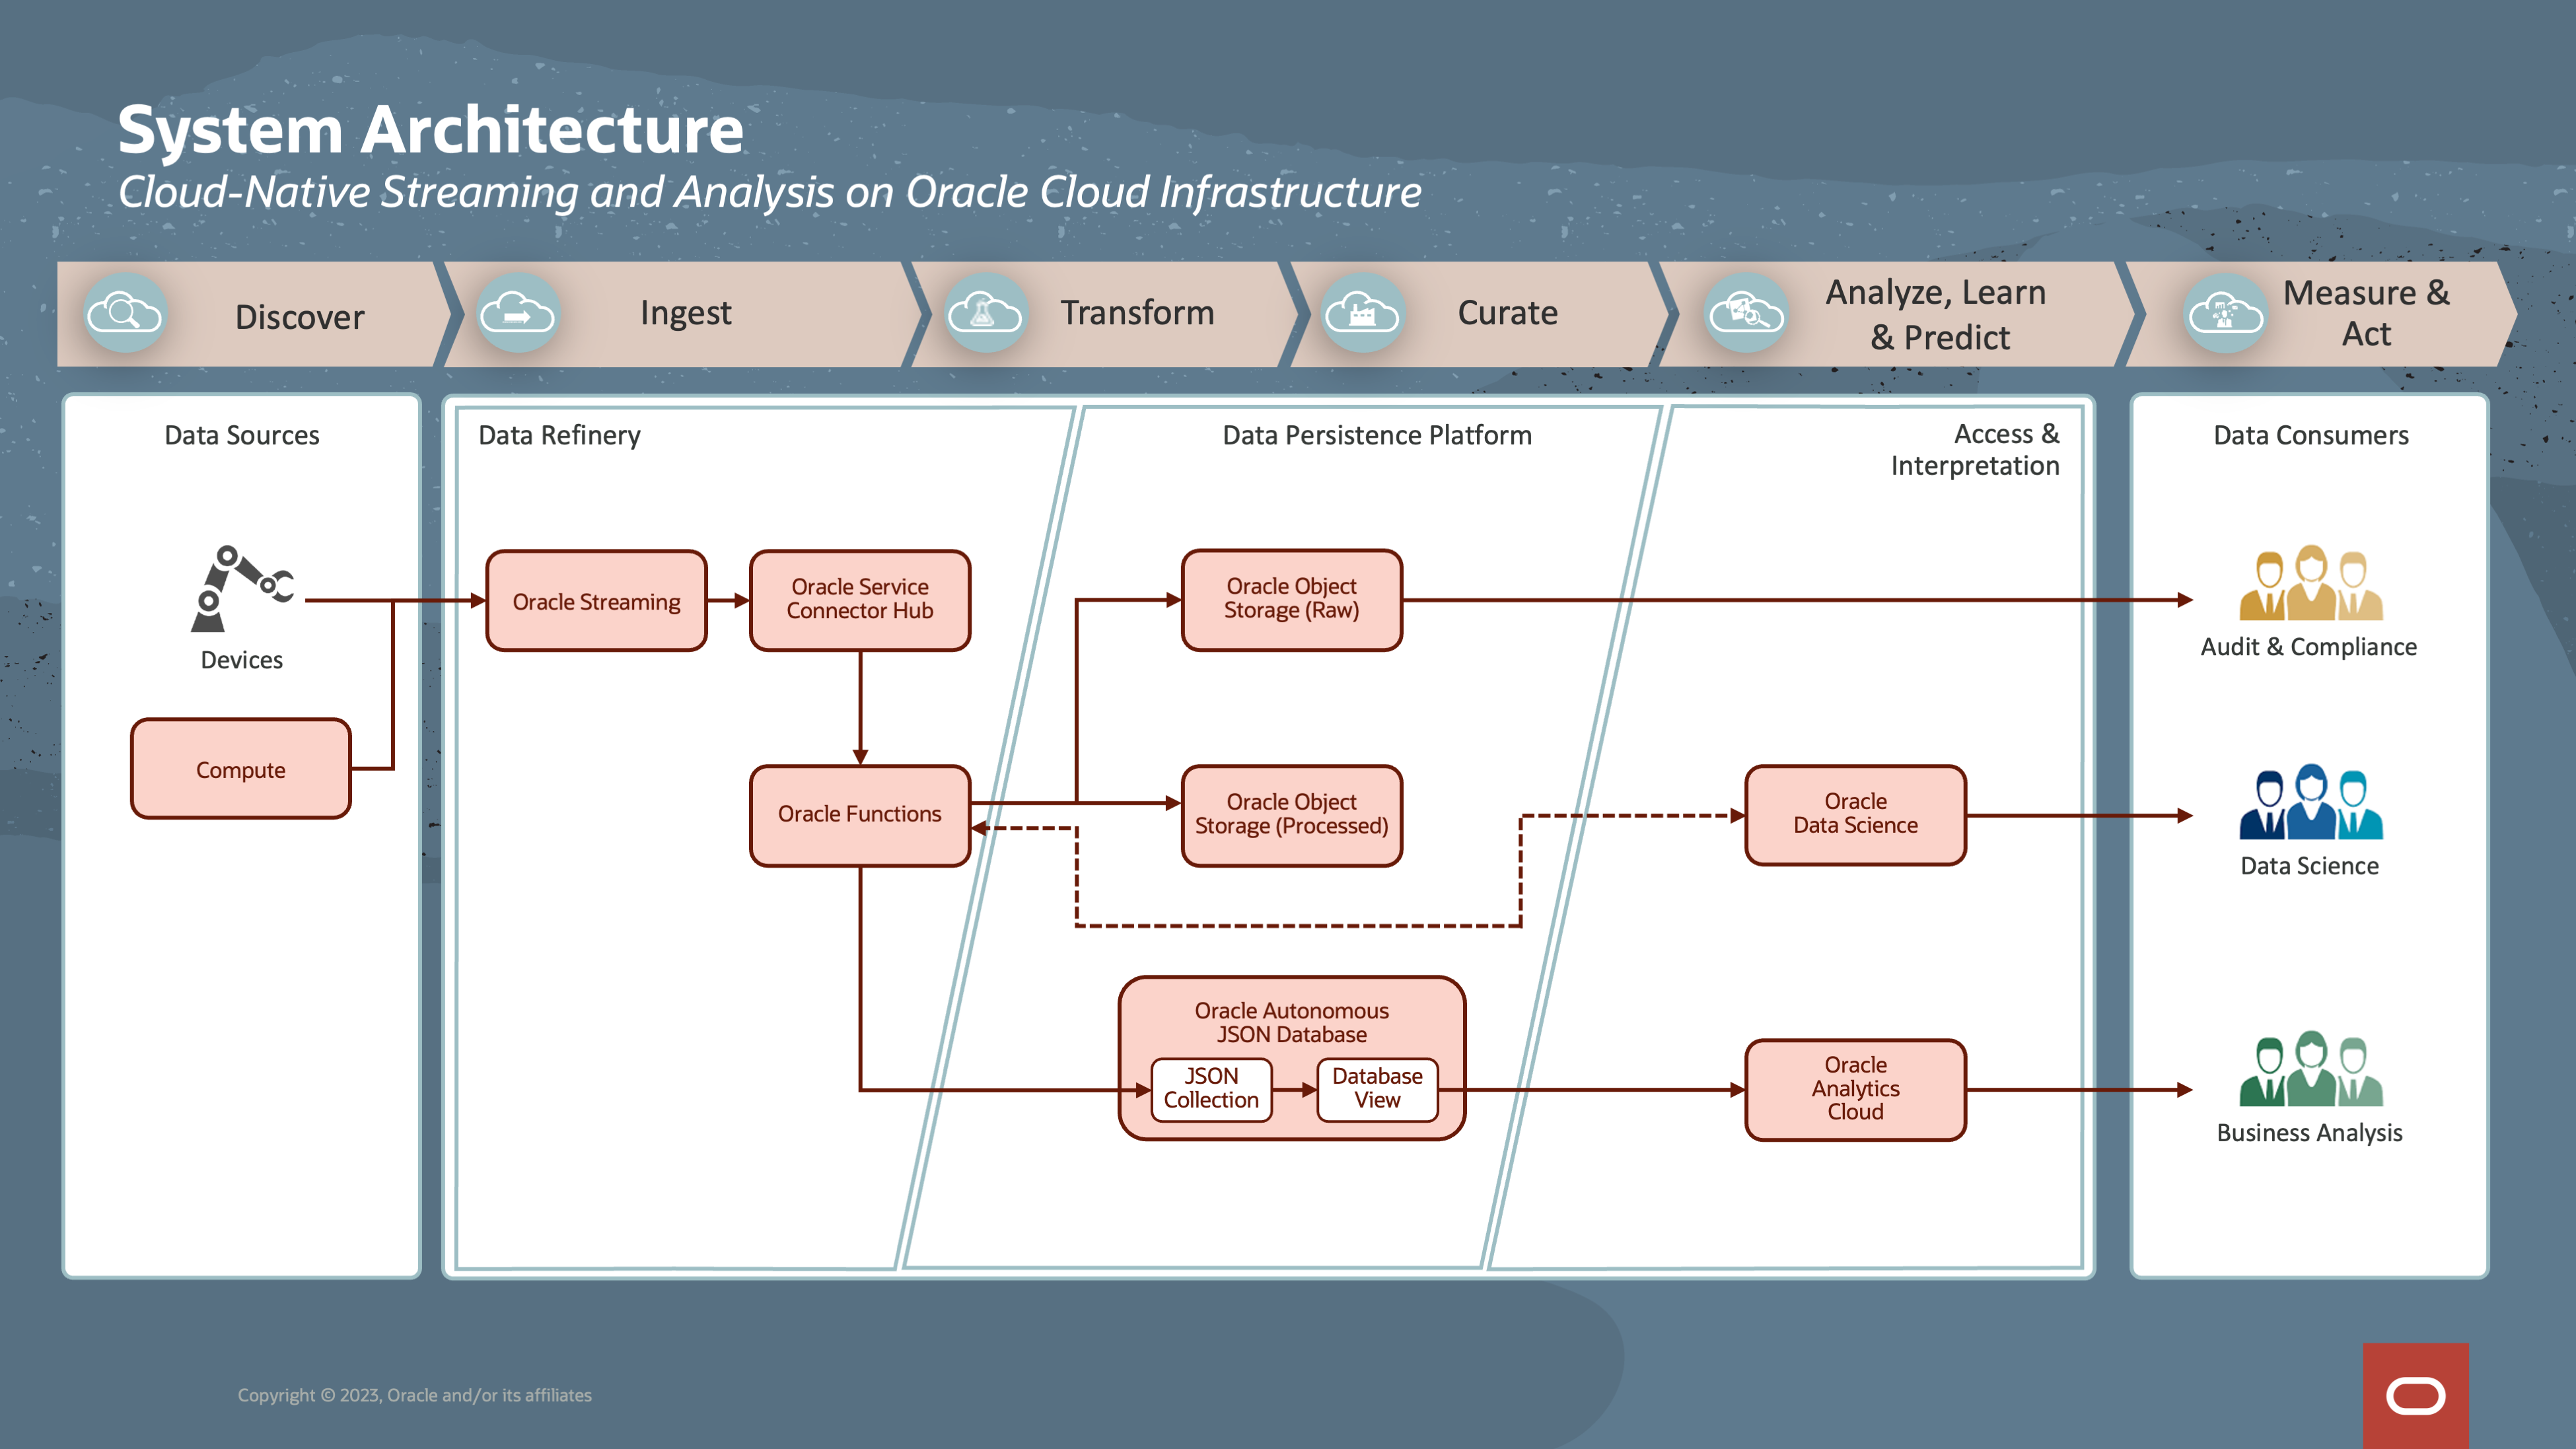 System Architecture
Cloud-Native Streaming and Analysis on Oracle Cloud Infrastructure
Discover
Ingest
Transform
Curate
Analyze, Learn
& Predict
Measure &
Act
Data Sources
Devices
Compute
Data Refinery
Oracle Streaming
Oracle Service
Connector Hub
Oracle Functions
Data Persistence Platform
Oracle Object
Storage (Raw)
Oracle Object
Storage (Processed)
Oracle Autonomous
JSON Database
JSON
Collection
Database
View
Access &
Interpretation
Oracle
Data Science
Oracle
Analytics
Cloud
Data Consumers
Audit & Compliance
Data Science
Business Analysis
Copyright © 2023, Oracle and/or its affiliates